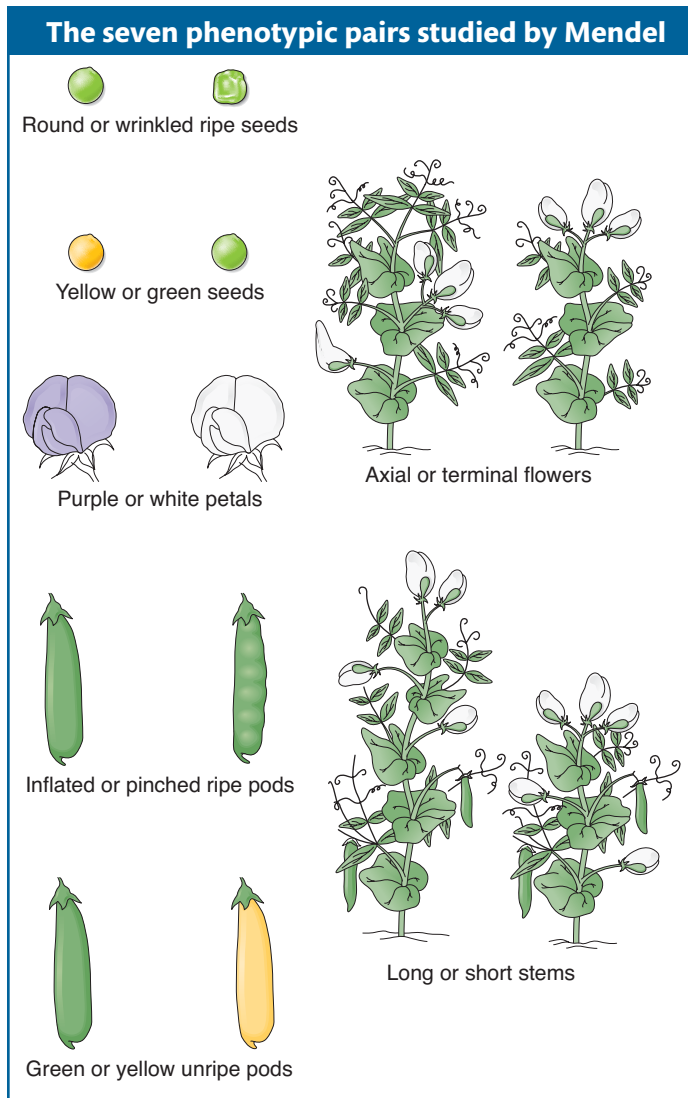 The seven phenotypic pairs studied by Mendel
Round or wrinkled ripe seeds
Yellow or green seeds
Purple or white petals
Axial or terminal flowers
Inflated or pinched ripe pods
Long or short stems
Green or yellow unripe pods